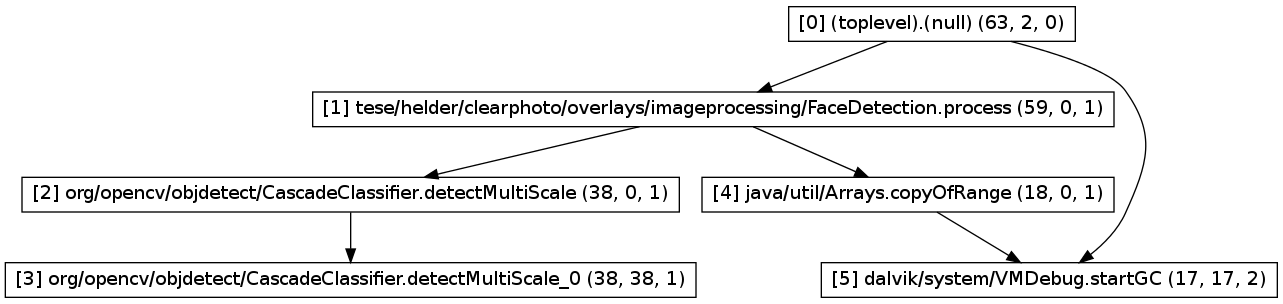 [0] (toplevel).(null) (63, 2, 0)
[1] tese/helder/clearphoto/overlays/imageprocessing/FaceDetection.process (59, 0, 1)
[2] org/opencv/objdetect/CascadeClassifier.detectMultiScale (38, 0, 1)
[4] java/util/Arrays.copyOfRange (18, 0, 1)
[3] org/opencv/objdetect/CascadeClassifier.detectMultiScale_0 (38, 38, 1)
[5] dalvik/system/VMDebug.startGC (17, 17, 2)